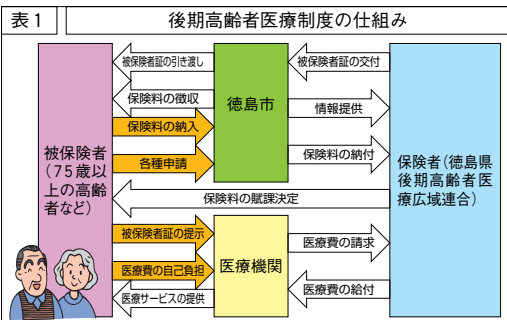 表1
後期高齢者医療制度の仕組み
被保険者証の引き渡し
被保険者証の交付
保険料の徴収
徳島市
情報提供
保険料の納入
各種申請
保険料の納付
被保険者
(75歳以
上の高齢
者など)
保険者(徳島県
後期高齢者医
療広域連合)
保険料の賦課決定
被保険者証の提示
医療費の請求
医療費の自己負担
医療機関
医療サービスの提供
医療費の給付